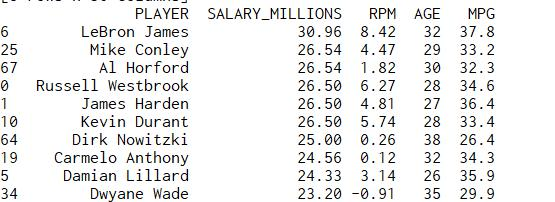 PLAYER SALARY_MILLIONS RPM AGE MPG
6 LeBron James 30.96 8.42 32 37.8
25 Mike Conley 26.54 4.47 29 33.2
67 Al Horford 26.54 1.82 30 32.3
0 Russell Westbrook 26.50 6.27 28 34.6
1 James Harden 26.50 4.81 27 36.4
10 Kevin Durant 26.50 5.74 28 33.4
64 Dirk Nowitzki 25.00 0.26 38 26.4
19 Carmelo Anthony 24.56 0.12 32 34.3
5 Damian Lillard 24.33 3.14 26 35.9
34 Dwyane Wade 23.20 -0.91 35 29.9